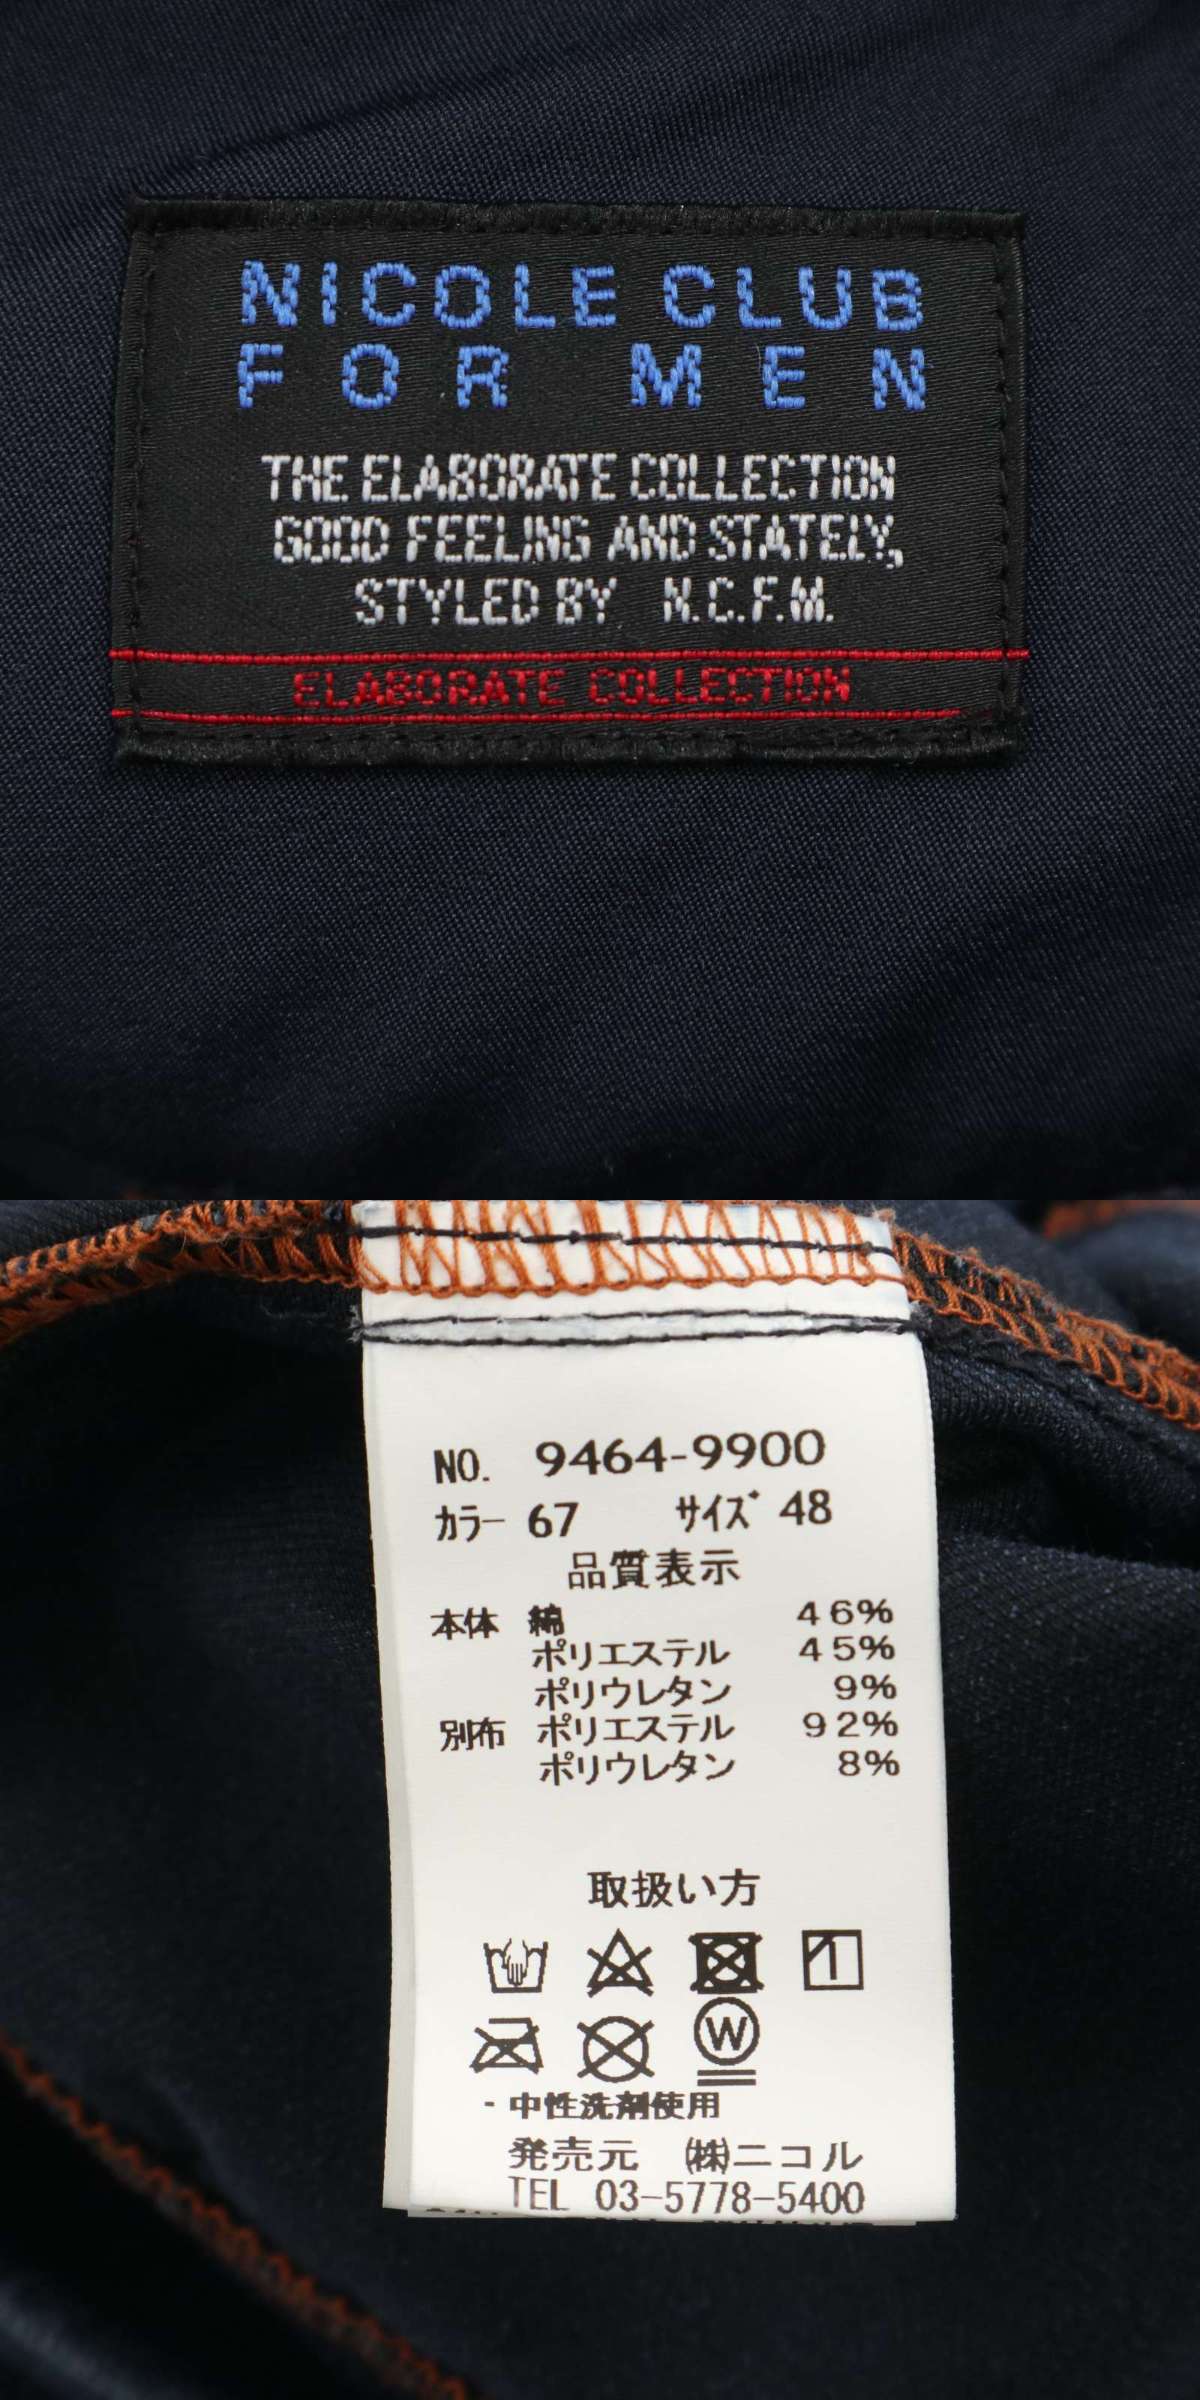 NICOLE CLUB
FOR MEN
THE ELABORATE COLLECTION
GOOD FEELING AND STATELY,
STYLED BY N.C.F.M.
ELABORATE COLLECTION
NO. 9464-9900
カラー 67 サイズ 48
品質表示
本体 綿 46%
ポリエステル 45%
ポリウレタン 9%
別布 ポリエステル 92%
ポリウレタン 8%
取扱い方
W
・中性洗剤使用
発売元 ㈱ニコル
TEL 03-5778-5400